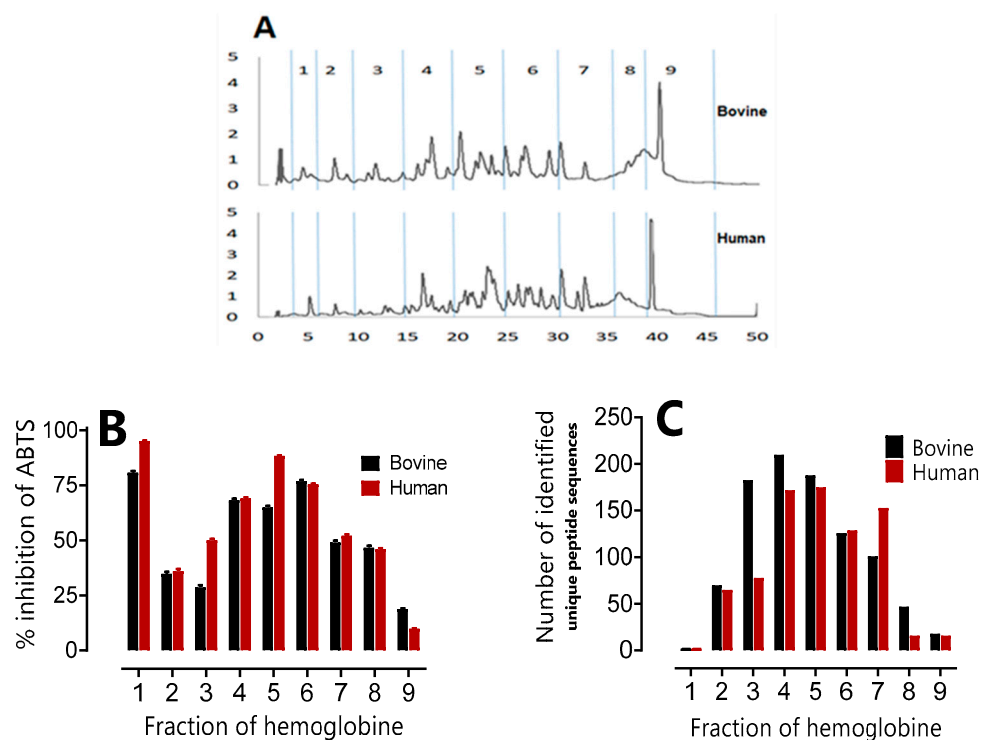 A
5
4
3
2
1
0
1 2 3 4 5 6 7 8 9
Bovine
5
4
3
2
1
0
Human
0 5 10 15 20 25 30 35 40 45 50
B
% inhibition of ABTS
100
75
50
25
0
Bovine
Human
1 2 3 4 5 6 7 8 9
Fraction of hemoglobine
C
Number of identified
unique peptide sequences
250
200
150
100
50
0
Bovine
Human
1 2 3 4 5 6 7 8 9
Fraction of hemoglobine